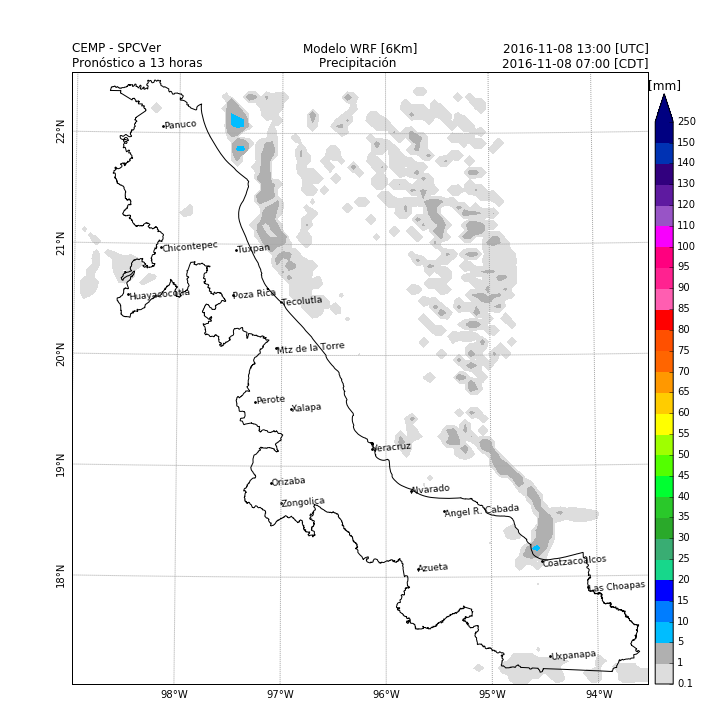 CEMP - SPCVer
Modelo WRF [6Km]
2016-11-08 13:00 [UTC]
Pronóstico a 13 horas
Precipitación
2016-11-08 07:00 [CDT]
[mm]
250
150
140
130
120
110
100
95
90
85
80
75
70
65
60
55
50
45
40
35
30
25
20
15
10
5
1
0.1
22°N
21°N
20°N
19°N
18°N
Panuco
Chicontepec
Tuxpan
Huayacocotla
Poza Rica
Tecolutla
Mtz de la Torre
Perote
Xalapa
Veracruz
Orizaba
Alvarado
Zongolica
Angel R. Cabada
Coatzacoalcos
Azueta
Las Choapas
Uxpanapa
98°W
97°W
96°W
95°W
94°W